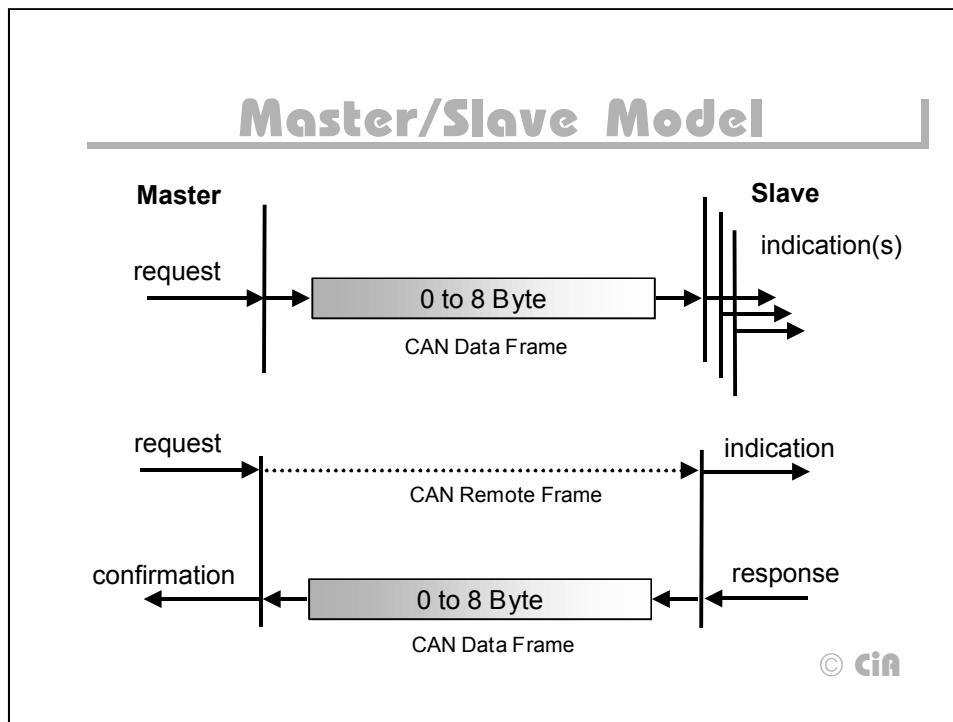 Master/Slave Model
Master
Slave
request
indication(s)
0 to 8 Byte
CAN Data Frame
request
indication
CAN Remote Frame
confirmation
response
0 to 8 Byte
CAN Data Frame
© CiA